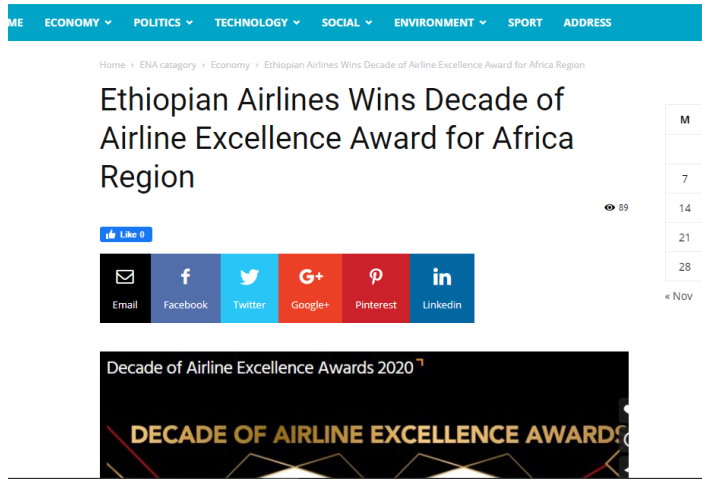 ME ECONOMY POLITICS TECHNOLOGY SOCIAL ENVIRONMENT SPORT ADDRESS
Home › ENA catagory › Economy › Ethiopian Airlines Wins Decade of Airline Excellence Award for Africa Region
Ethiopian Airlines Wins Decade of
Airline Excellence Award for Africa
Region
89
Like 0
Email Facebook Twitter Google+ Pinterest Linkedin
Decade of Airline Excellence Awards 2020
DECADE OF AIRLINE EXCELLENCE AWARDS
M
7
14
21
28
« Nov